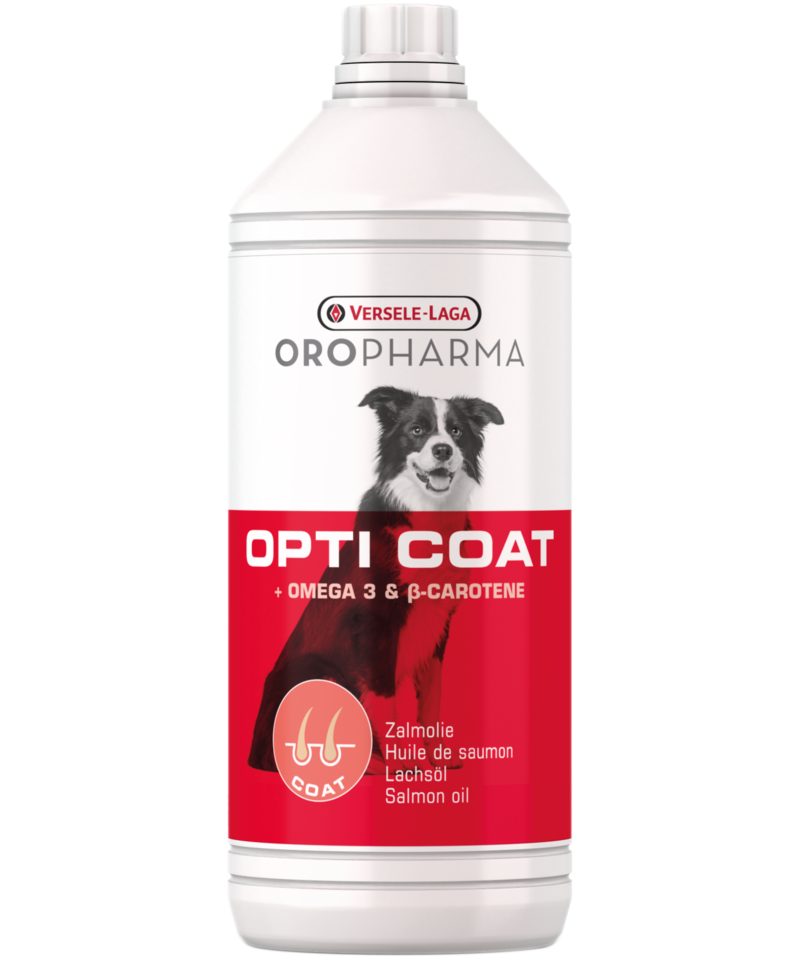 VERSELE-LAGA
OROPHARMA
OPTI COAT
+ OMEGA 3 & β-CAROTENE
Zalmolie
Huile de saumon
Lachsöl
Salmon oil
COAT